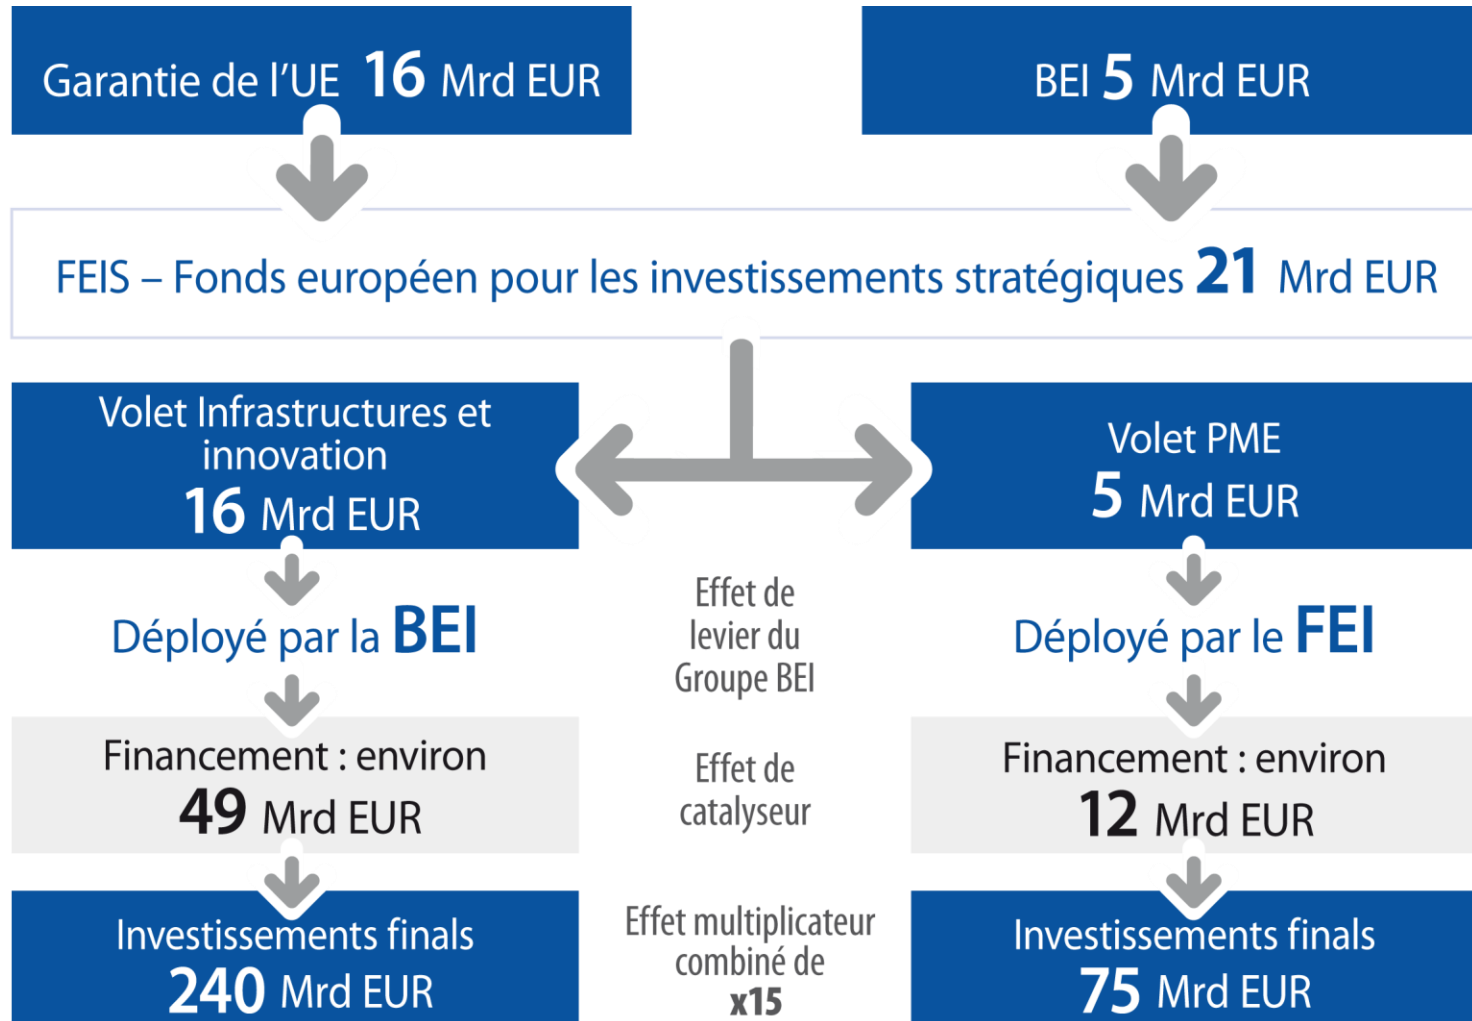 Garantie de l'UE 16 Mrd EUR
BEI 5 Mrd EUR
FEIS – Fonds européen pour les investissements stratégiques 21 Mrd EUR
Volet Infrastructures et
innovation
16 Mrd EUR
Volet PME
5 Mrd EUR
Déployé par la BEI
Effet de
levier du
Groupe BEI
Déployé par le FEI
Financement : environ
49 Mrd EUR
Effet de
catalyseur
Financement : environ
12 Mrd EUR
Investissements finals
240 Mrd EUR
Effet multiplicateur
combiné de
x15
Investissements finals
75 Mrd EUR